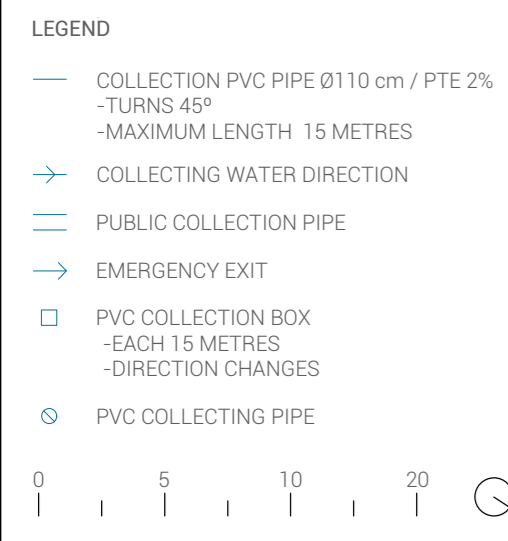 LEGEND
COLLECTION PVC PIPE Ø110 cm / PTE 2%
-TURNS 45º
-MAXIMUM LENGTH 15 METRES
COLLECTING WATER DIRECTION
PUBLIC COLLECTION PIPE
EMERGENCY EXIT
PVC COLLECTION BOX
-EACH 15 METRES
-DIRECTION CHANGES
PVC COLLECTING PIPE
0 5 10 20